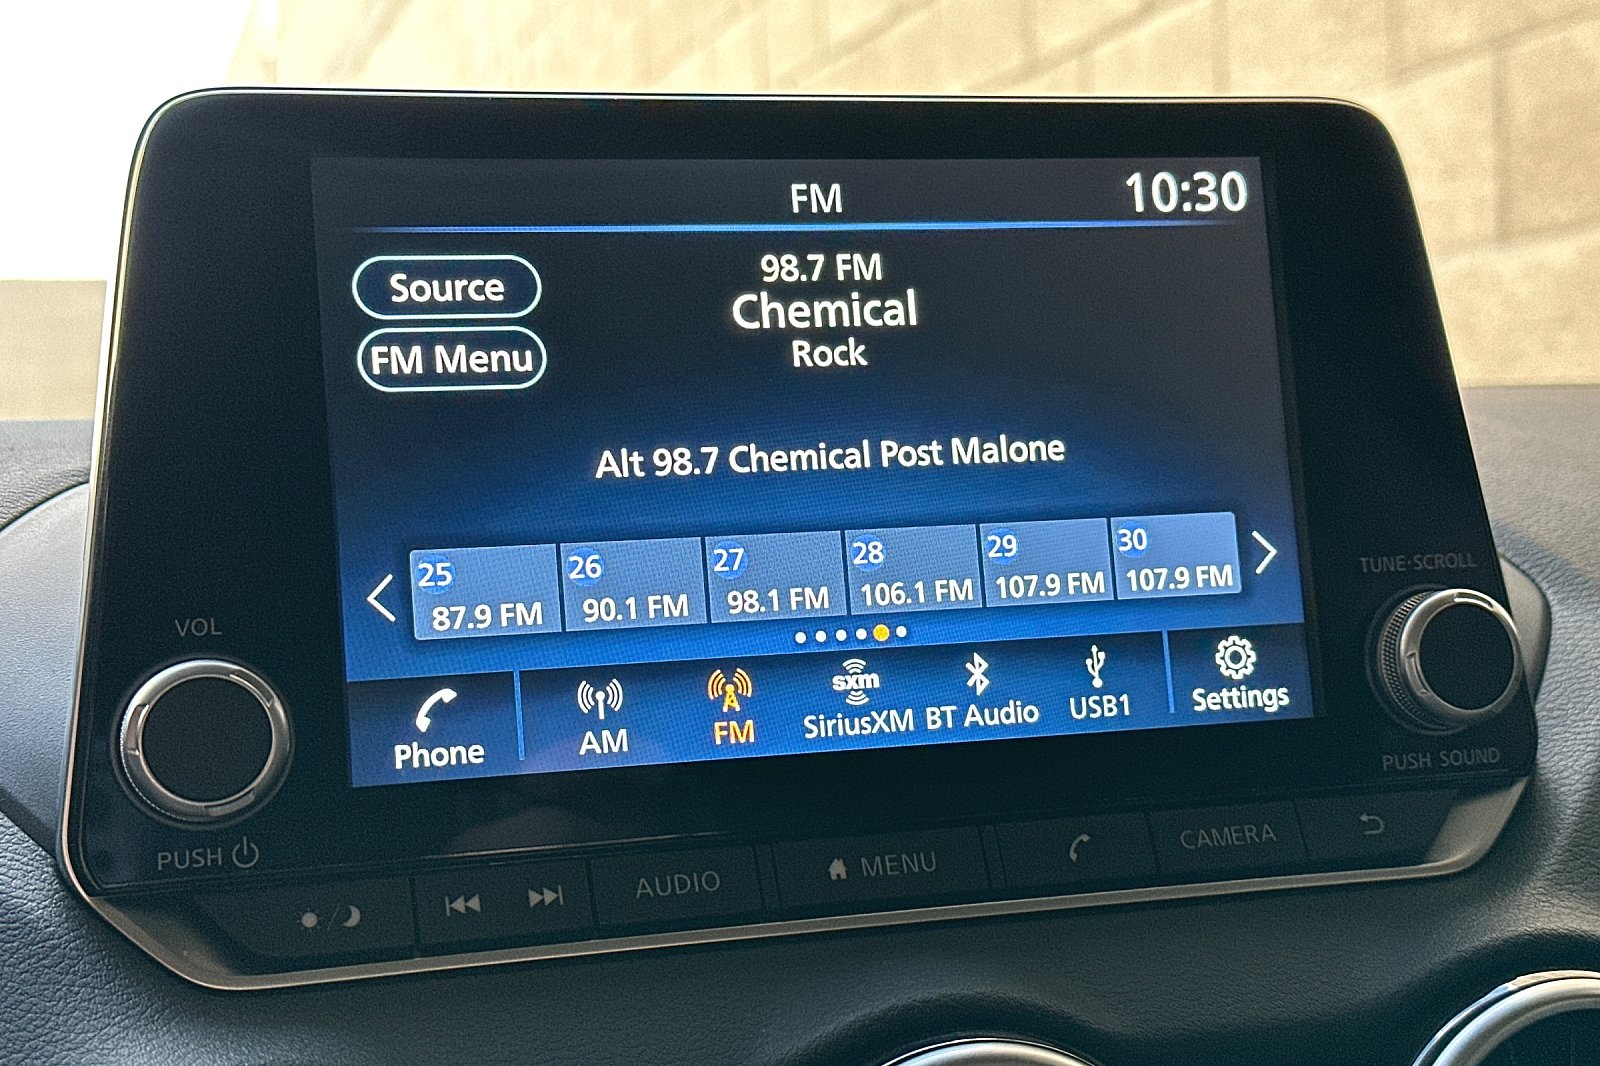 FM
10:30
Source
98.7 FM
Chemical
FM Menu
Rock
Alt 98.7 Chemical Post Malone
25
87.9 FM
26
90.1 FM
27
98.1 FM
28
106.1 FM
29
107.9 FM
30
107.9 FM
Phone
AM
FM
sxm
SiriusXM
BT Audio
USB1
Settings
VOL
PUSH
TUNE·SCROLL
PUSH SOUND
AUDIO
MENU
CAMERA